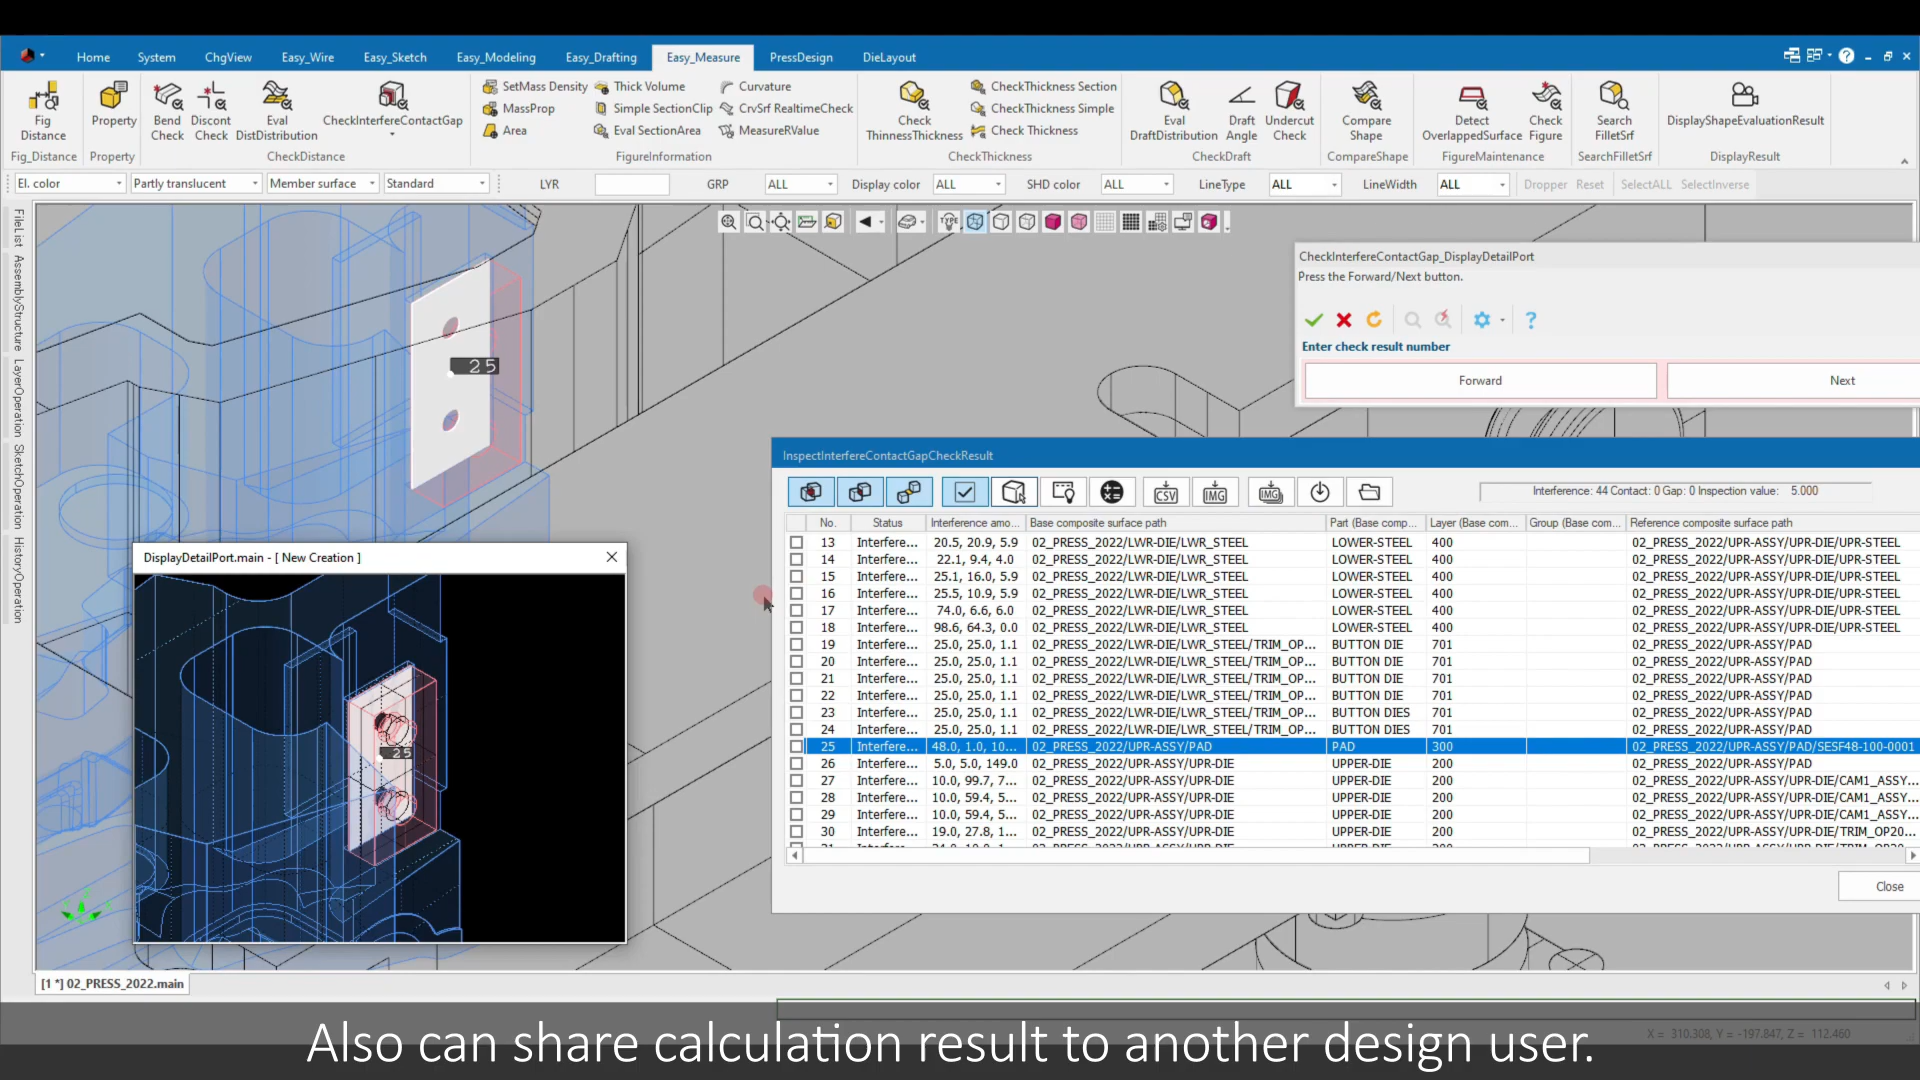 Home System ChgView Easy_Wire Easy_Sketch Easy_Modeling Easy_Drafting Easy_Measure PressDesign DieLayout
SetMass Density Thick Volume Curvature CheckThickness Section
MassProp Simple SectionClip CrvSrf RealtimeCheck CheckThickness Simple
Area Eval SectionArea MeasureRValue Check Thickness
Fig Distance
Property
Bend Check
Discont Check
Eval DistDistribution
CheckInterfereContactGap
Check ThinnessThickness
Eval DraftDistribution
Draft Angle
Undercut Check
Compare Shape
Detect OverlappedSurface
Check Figure
Search FilletSrf
DisplayShapeEvaluationResult
Fig_Distance Property CheckDistance FigureInformation CheckThickness CheckDraft CompareShape FigureMaintenance SearchFilletSrf DisplayResult
El. color Partly translucent Member surface Standard LYR GRP ALL Display color ALL SHD color ALL LineType ALL LineWidth ALL Dropper Reset SelectALL SelectInverse
FileList
AssemblyStructure
LayerOperation
SketchOperation
HistoryOperation
TYPE
25
CheckInterfereContactGap_DisplayDetailPort
Press the Forward/Next button.
Enter check result number
Forward Next
InspectInterfereContactGapCheckResult
CSV IMG IMG
Interference: 44 Contact: 0 Gap: 0 Inspection value: 5.000
No. Status Interference amo... Base composite surface path Part (Base comp... Layer (Base com... Group (Base com... Reference composite surface path
13 Interfere... 20.5, 20.9, 5.9 02_PRESS_2022/LWR-DIE/LWR_STEEL LOWER-STEEL 400 02_PRESS_2022/UPR-ASSY/UPR-DIE/UPR-STEEL
14 Interfere... 22.1, 9.4, 4.0 02_PRESS_2022/LWR-DIE/LWR_STEEL LOWER-STEEL 400 02_PRESS_2022/UPR-ASSY/UPR-DIE/UPR-STEEL
15 Interfere... 25.1, 16.0, 5.9 02_PRESS_2022/LWR-DIE/LWR_STEEL LOWER-STEEL 400 02_PRESS_2022/UPR-ASSY/UPR-DIE/UPR-STEEL
16 Interfere... 25.5, 10.9, 5.9 02_PRESS_2022/LWR-DIE/LWR_STEEL LOWER-STEEL 400 02_PRESS_2022/UPR-ASSY/UPR-DIE/UPR-STEEL
17 Interfere... 74.0, 6.6, 6.0 02_PRESS_2022/LWR-DIE/LWR_STEEL LOWER-STEEL 400 02_PRESS_2022/UPR-ASSY/UPR-DIE/UPR-STEEL
18 Interfere... 98.6, 64.3, 0.0 02_PRESS_2022/LWR-DIE/LWR_STEEL LOWER-STEEL 400 02_PRESS_2022/UPR-ASSY/UPR-DIE/UPR-STEEL
19 Interfere... 25.0, 25.0, 1.1 02_PRESS_2022/LWR-DIE/LWR_STEEL/TRIM_OP... BUTTON DIE 701 02_PRESS_2022/UPR-ASSY/PAD
20 Interfere... 25.0, 25.0, 1.1 02_PRESS_2022/LWR-DIE/LWR_STEEL/TRIM_OP... BUTTON DIE 701 02_PRESS_2022/UPR-ASSY/PAD
21 Interfere... 25.0, 25.0, 1.1 02_PRESS_2022/LWR-DIE/LWR_STEEL/TRIM_OP... BUTTON DIE 701 02_PRESS_2022/UPR-ASSY/PAD
22 Interfere... 25.0, 25.0, 1.1 02_PRESS_2022/LWR-DIE/LWR_STEEL/TRIM_OP... BUTTON DIE 701 02_PRESS_2022/UPR-ASSY/PAD
23 Interfere... 25.0, 25.0, 1.1 02_PRESS_2022/LWR-DIE/LWR_STEEL/TRIM_OP... BUTTON DIES 701 02_PRESS_2022/UPR-ASSY/PAD
24 Interfere... 25.0, 25.0, 1.1 02_PRESS_2022/LWR-DIE/LWR_STEEL/TRIM_OP... BUTTON DIES 701 02_PRESS_2022/UPR-ASSY/PAD
25 Interfere... 48.0, 1.0, 10... 02_PRESS_2022/UPR-ASSY/PAD PAD 300 02_PRESS_2022/UPR-ASSY/PAD/SESF48-100-0001
26 Interfere... 5.0, 5.0, 149.0 02_PRESS_2022/UPR-ASSY/UPR-DIE UPPER-DIE 200 02_PRESS_2022/UPR-ASSY/PAD
27 Interfere... 10.0, 99.7, 7... 02_PRESS_2022/UPR-ASSY/UPR-DIE UPPER-DIE 200 02_PRESS_2022/UPR-ASSY/UPR-DIE/CAM1_ASSY...
28 Interfere... 10.0, 59.4, 5... 02_PRESS_2022/UPR-ASSY/UPR-DIE UPPER-DIE 200 02_PRESS_2022/UPR-ASSY/UPR-DIE/CAM1_ASSY...
29 Interfere... 10.0, 59.4, 5... 02_PRESS_2022/UPR-ASSY/UPR-DIE UPPER-DIE 200 02_PRESS_2022/UPR-ASSY/UPR-DIE/CAM1_ASSY...
30 Interfere... 19.0, 27.8, 1... 02_PRESS_2022/UPR-ASSY/UPR-DIE UPPER-DIE 200 02_PRESS_2022/UPR-ASSY/UPR-DIE/TRIM_OP20...
Close
DisplayDetailPort.main - [ New Creation ]
25
[1 *] 02_PRESS_2022.main
X = 310.308, Y = -197.847, Z = 112.460
Also can share calculation result to another design user.